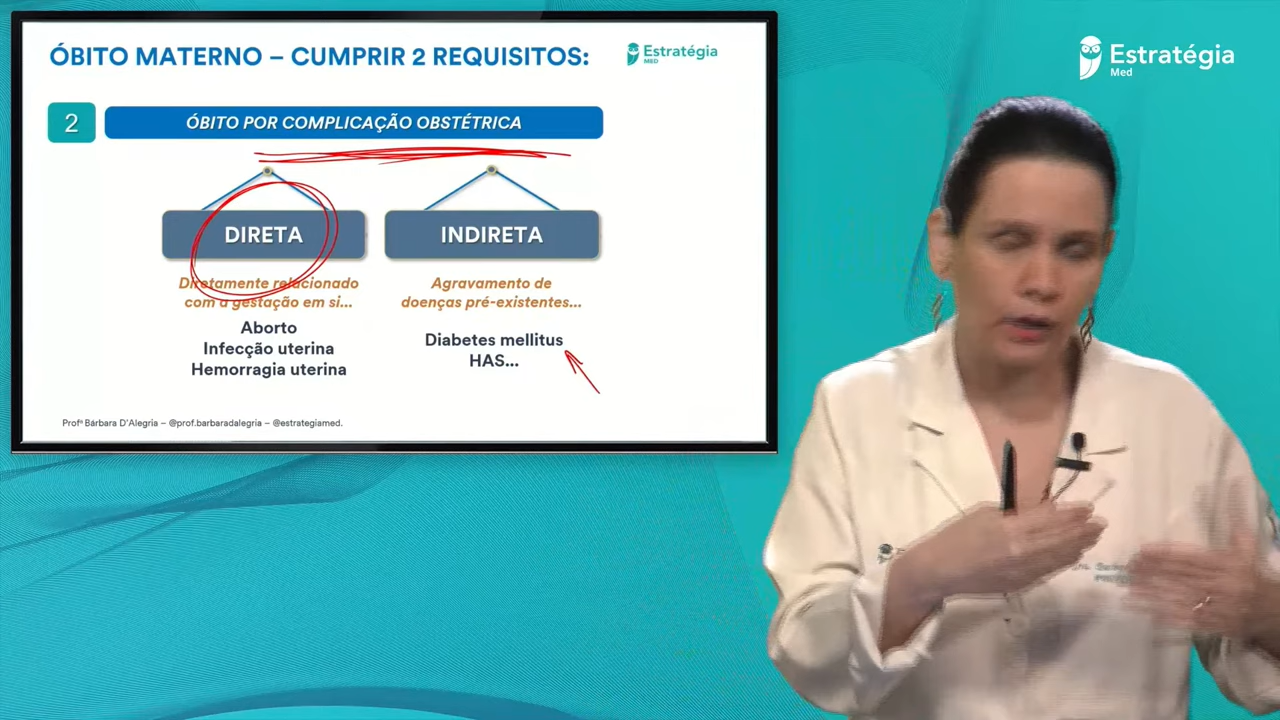 ÓBITO MATERNO – CUMPRIR 2 REQUISITOS:
Estratégia
MED
2
ÓBITO POR COMPLICAÇÃO OBSTÉTRICA
DIRETA
Diretamente relacionado
com a gestação em si...
Aborto
Infecção uterina
Hemorragia uterina
INDIRETA
Agravamento de
doenças pré-existentes...
Diabetes mellitus
HAS...
Profª Bárbara D'Alegria – @prof.barbaradalegria – @estrategiamed.
Estratégia
Med